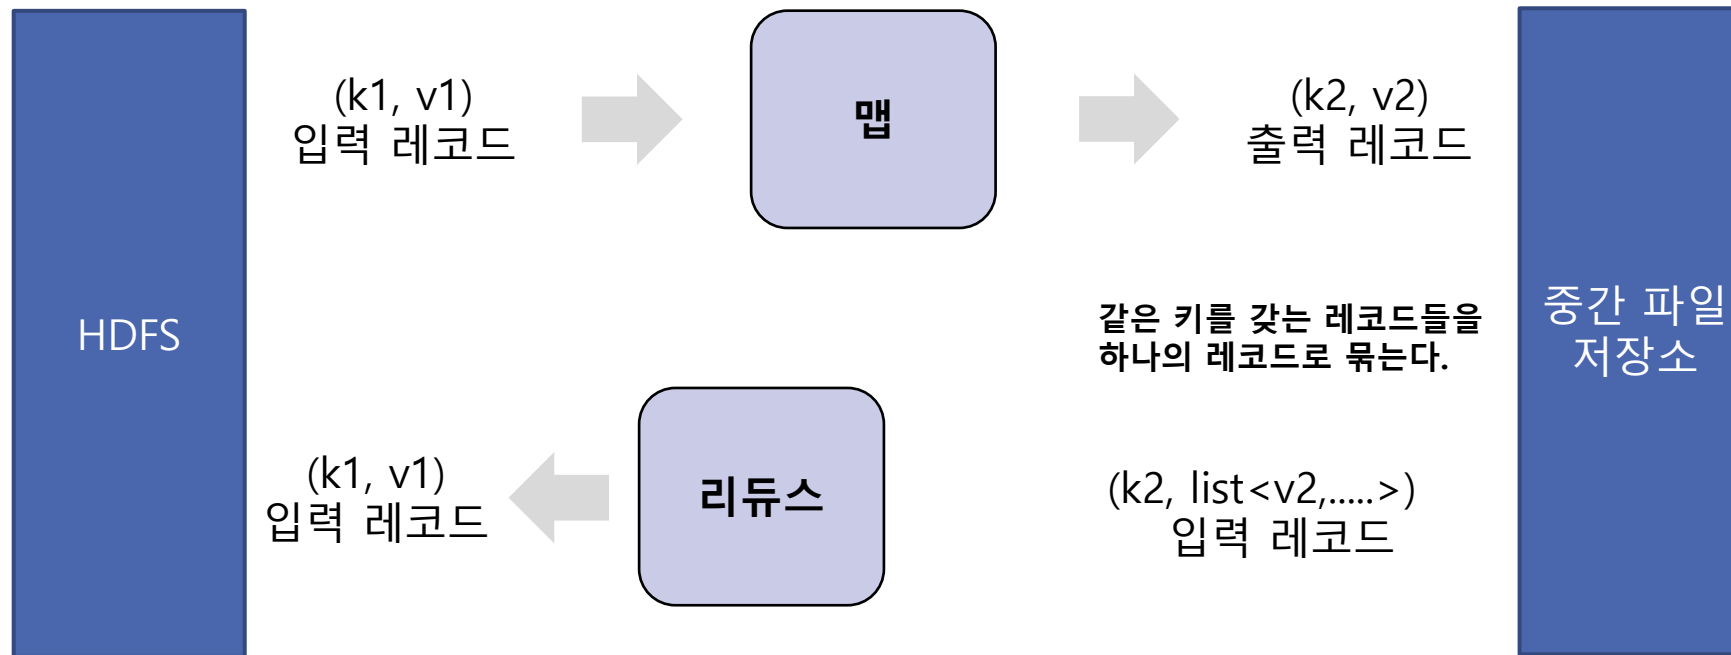 HDFS
(k1, v1)
입력 레코드
맵
(k2, v2)
출력 레코드
중간 파일
저장소
같은 키를 갖는 레코드들을
하나의 레코드로 묶는다.
(k1, v1)
입력 레코드
리듀스
(k2, list<v2,.....>)
입력 레코드